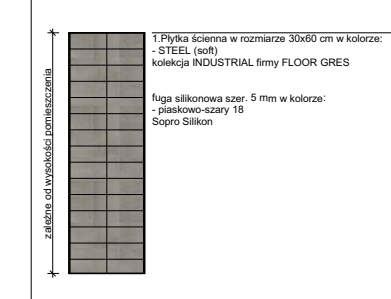 1.Płytka ścienna w rozmiarze 30x60 cm w kolorze:
- STEEL (soft)
kolekcja INDUSTRIAL firmy FLOOR GRES
fuga silikonowa szer. 5 mm w kolorze:
- piaskowo-szary 18
Sopro Silikon
zależne od wysokości pomieszczenia